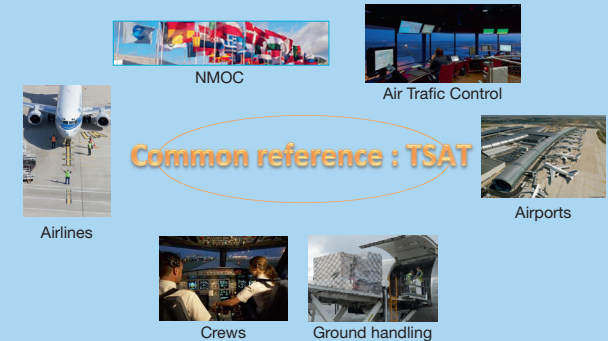 NMOC
Air Trafic Control
Common reference : TSAT
Airports
Airlines
Crews
Ground handling